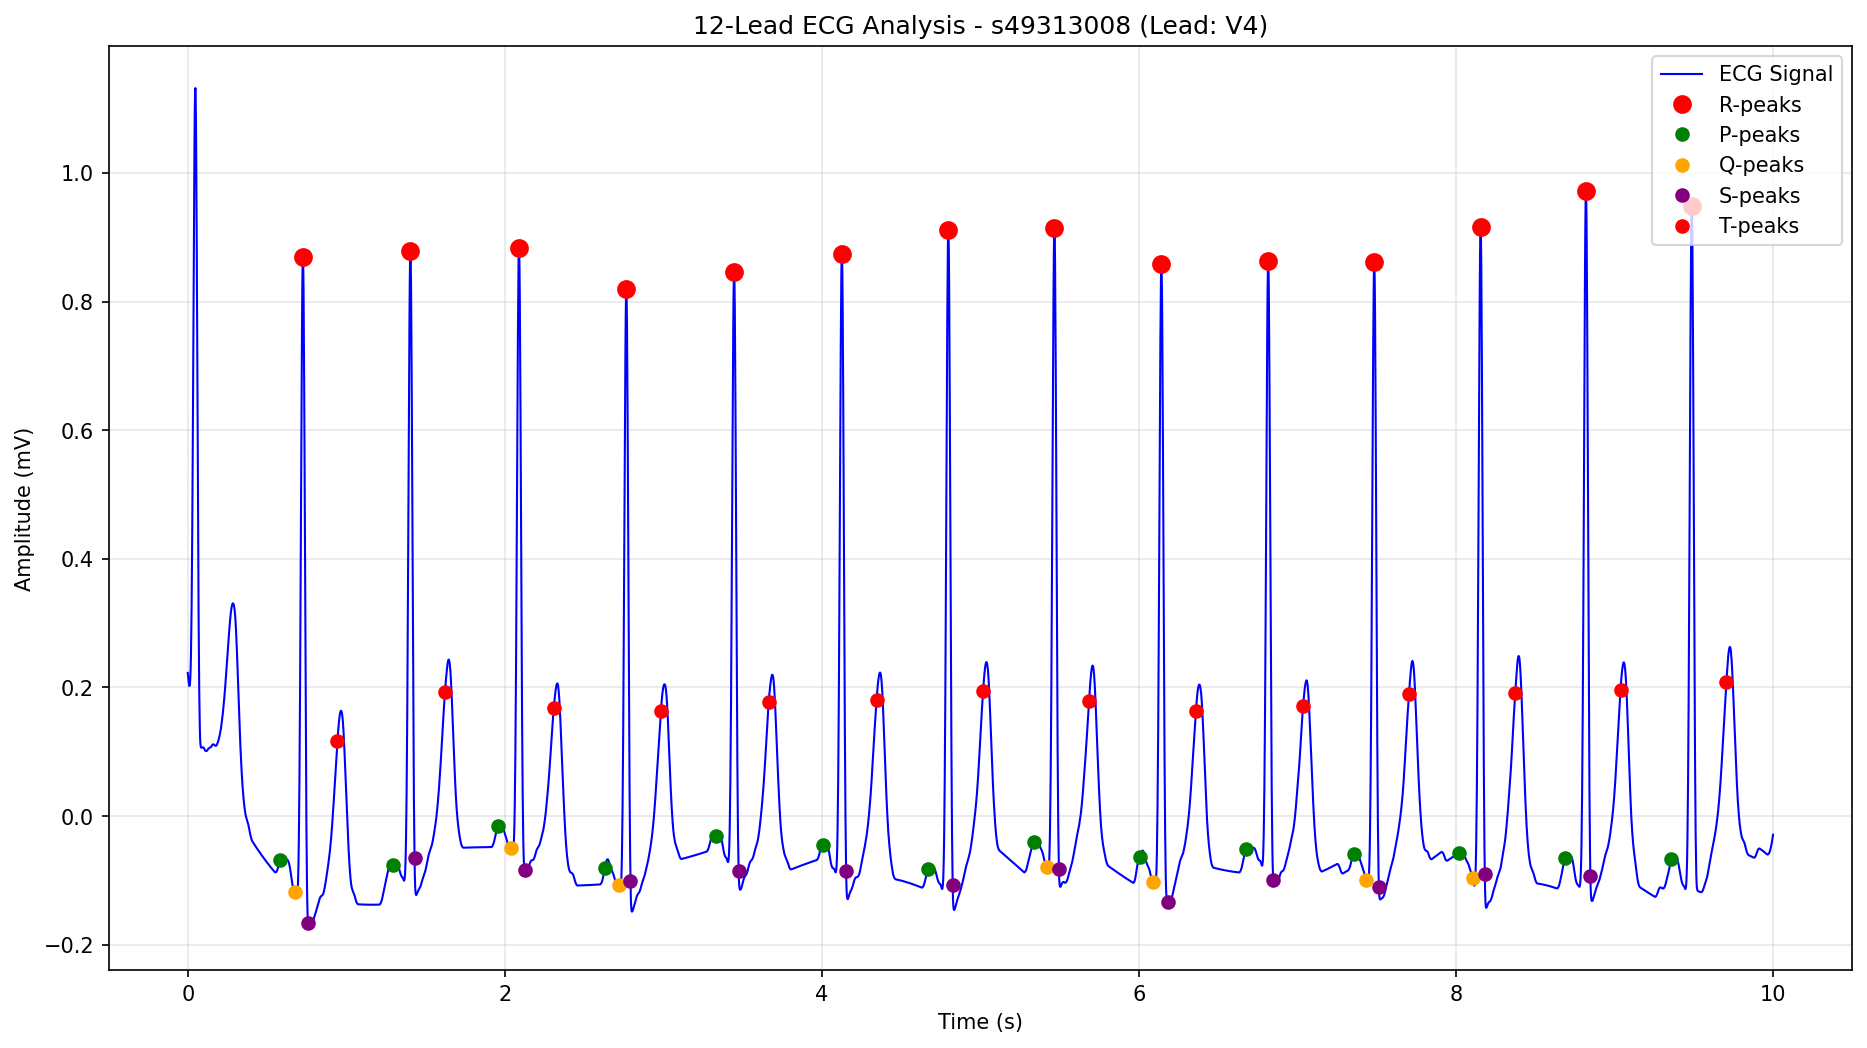 12-Lead ECG Analysis - s49313008 (Lead: V4)
ECG Signal
R-peaks
P-peaks
Q-peaks
S-peaks
T-peaks
Amplitude (mV)
1.0
0.8
0.6
0.4
0.2
0.0
−0.2
0 2 4 6 8 10
Time (s)